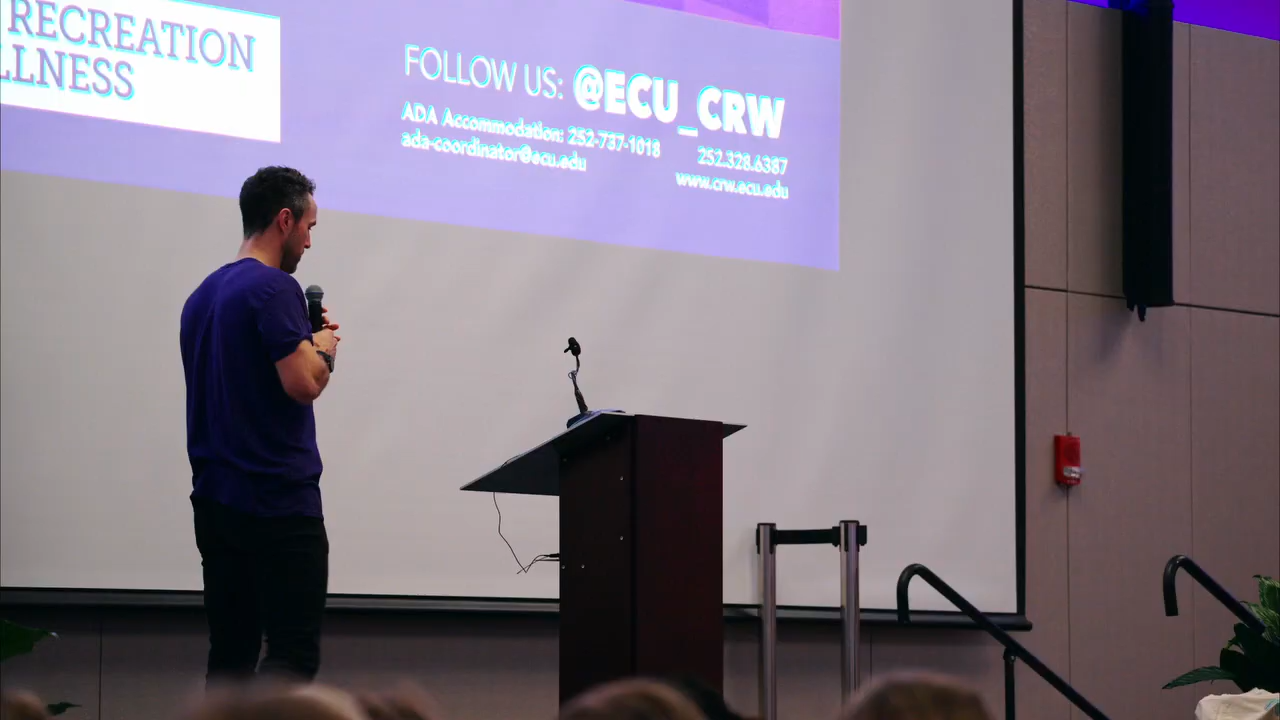 RECREATION
LLNESS
FOLLOW US: @ECU_CRW
ADA Accommodation: 252-737-1018
ada-coordinator@ecu.edu
252.328.6387
www.crw.ecu.edu